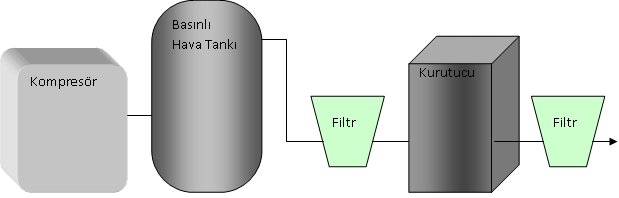 Kompresör
Basınlı
Hava Tankı
Filtr
Kurutucu
Filtr